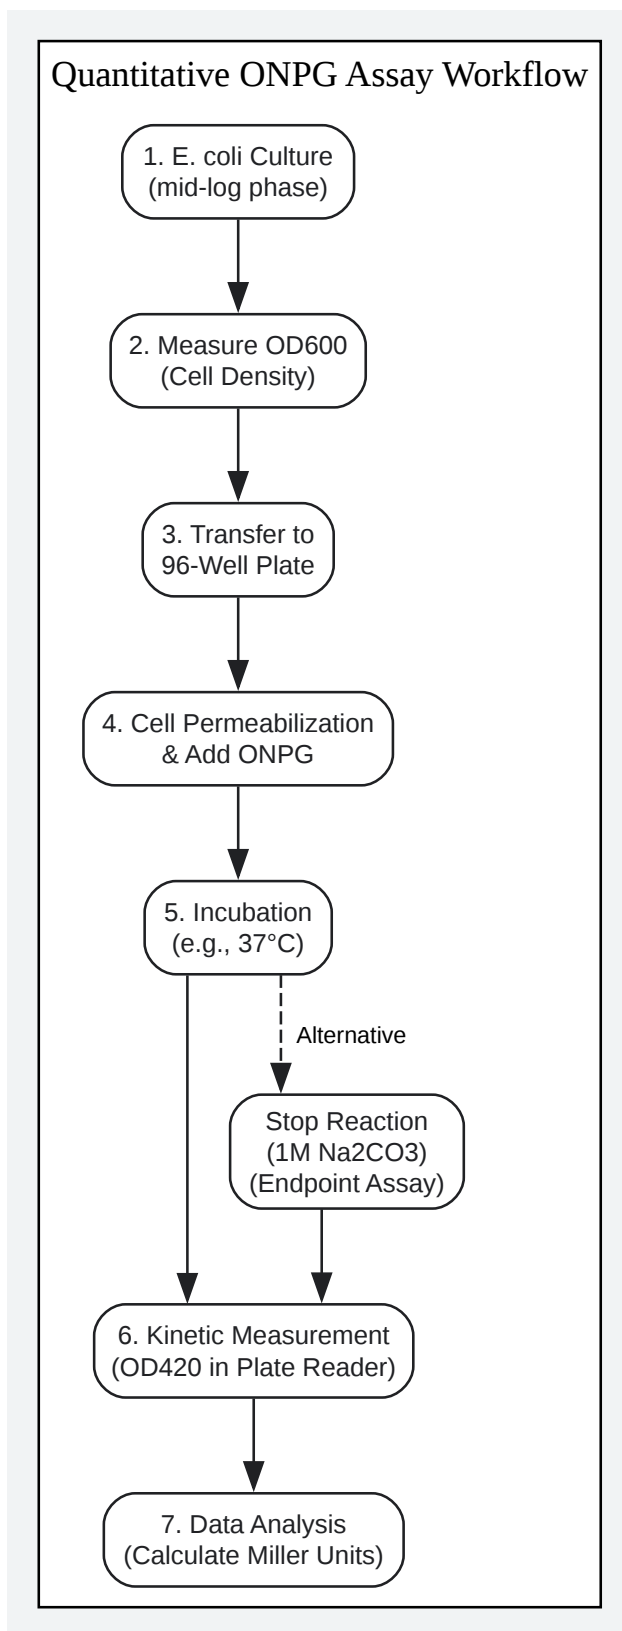 Quantitative ONPG Assay Workflow
1. E. coli Culture
(mid-log phase)
2. Measure OD600
(Cell Density)
3. Transfer to
96-Well Plate
4. Cell Permeabilization
& Add ONPG
5. Incubation
(e.g., 37°C)
Alternative
Stop Reaction
(1M Na2CO3)
(Endpoint Assay)
6. Kinetic Measurement
(OD420 in Plate Reader)
7. Data Analysis
(Calculate Miller Units)